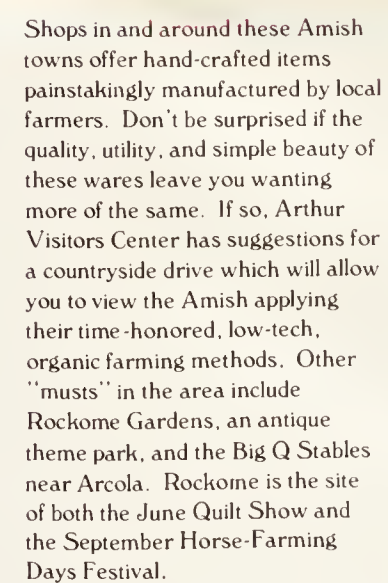 Shops in and around these Amish
towns offer hand-crafted items
painstakingly manufactured by local
farmers. Don't be surprised if the
quality, utility, and simple beauty of
these wares leave you wanting
more of the same. If so, Arthur
Visitors Center has suggestions for
a countryside drive which will allow
you to view the Amish applying
their time-honored, low-tech,
organic farming methods. Other
"musts" in the area include
Rockome Gardens, an antique
theme park, and the Big Q Stables
near Arcola. Rockome is the site
of both the June Quilt Show and
the September Horse-Farming
Days Festival.